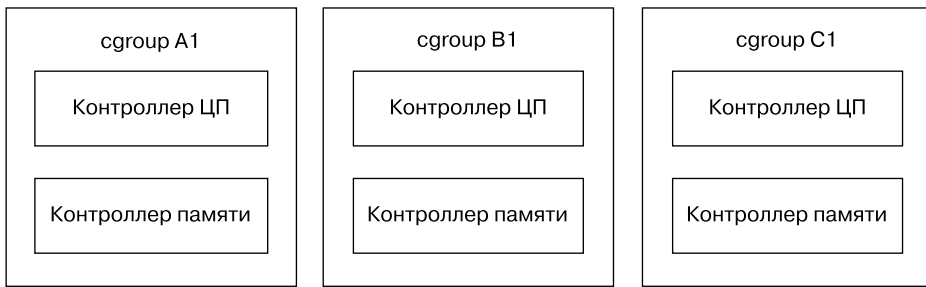 cgroup A1
cgroup B1
cgroup C1
Контроллер ЦП
Контроллер ЦП
Контроллер ЦП
Контроллер памяти
Контроллер памяти
Контроллер памяти